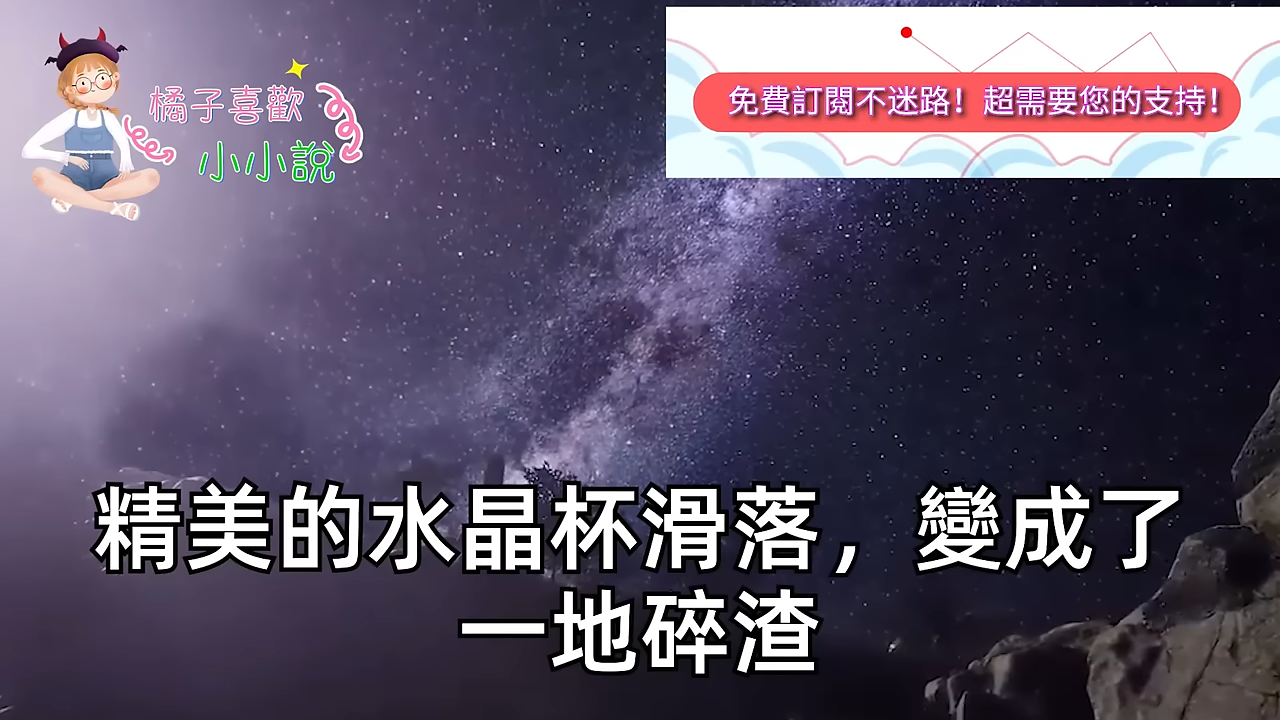 橘子喜歡
小小說
免費訂閱不迷路！超需要您的支持！
精美的水晶杯滑落，變成了
一地碎渣